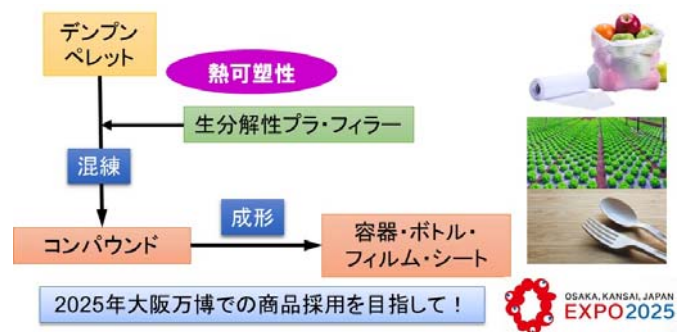 デンプン
ペレット
熱可塑性
生分解性プラ・フィラー
混練
コンパウンド
成形
容器・ボトル・
フィルム・シート
2025年大阪万博での商品採用を目指して！
OSAKA, KANSAI, JAPAN
EXPO2025